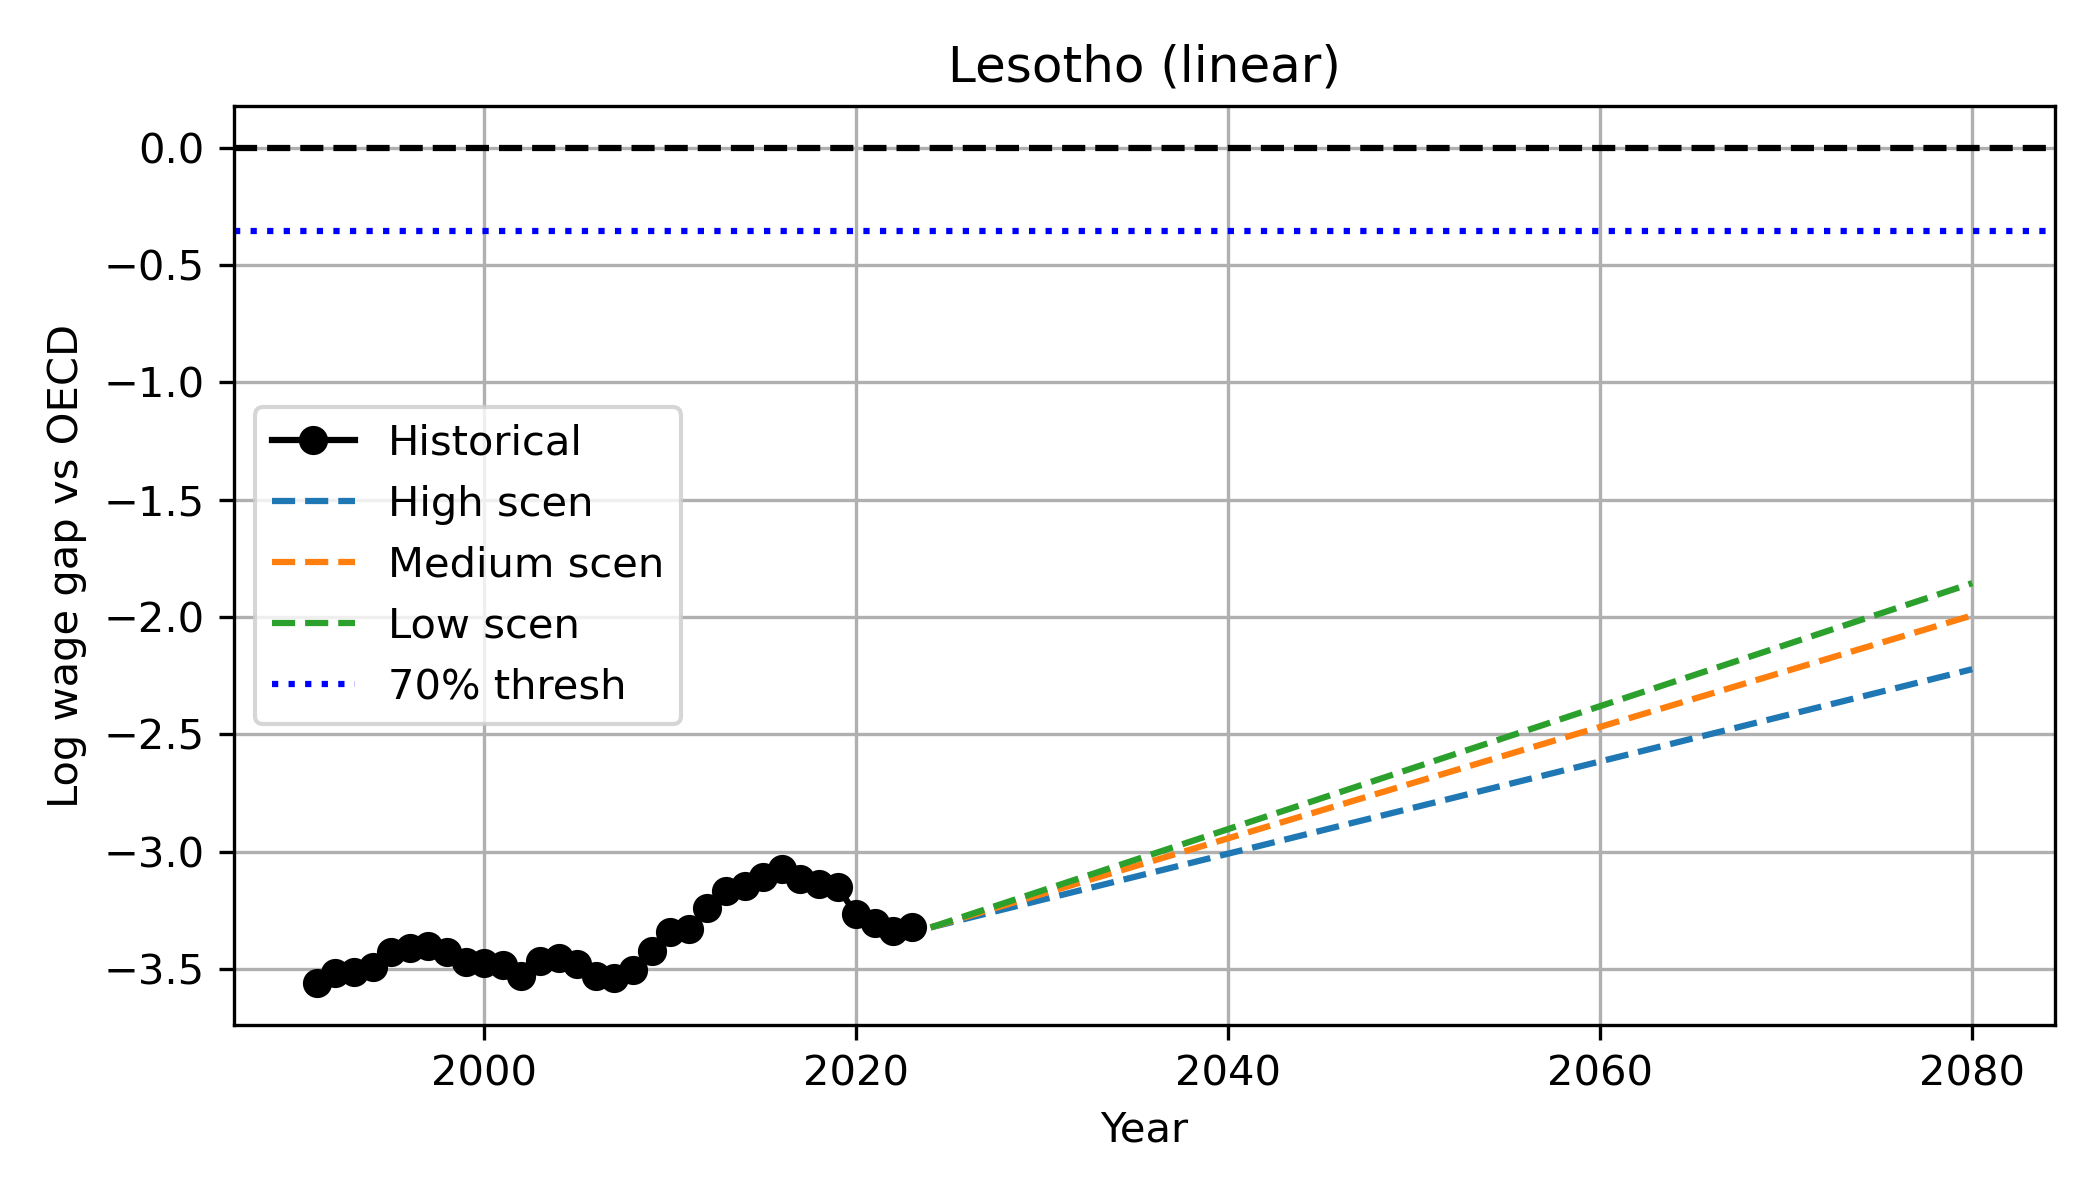 Lesotho (linear)
Log wage gap vs OECD
0.0
−0.5
−1.0
−1.5
−2.0
−2.5
−3.0
−3.5
Historical
High scen
Medium scen
Low scen
70% thresh
2000
2020
2040
2060
2080
Year